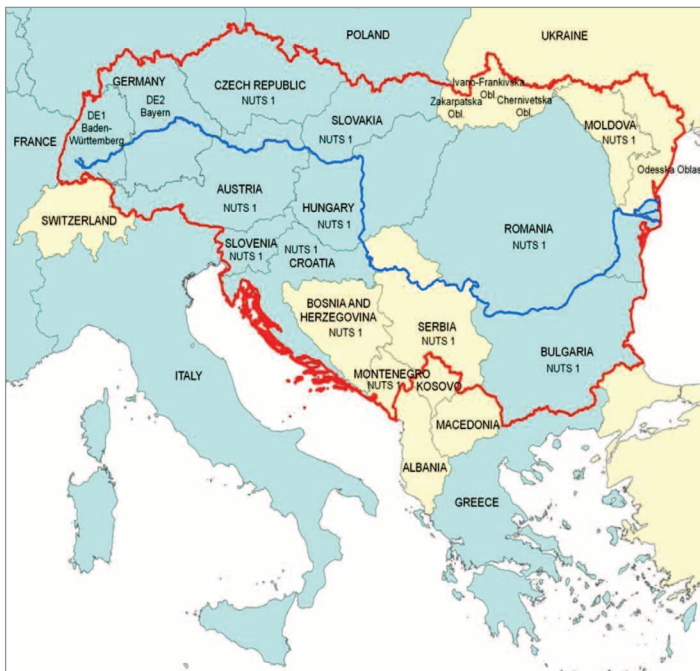 POLAND
UKRAINE
GERMANY
CZECH REPUBLIC
NUTS 1
Ivano-Frankivska
Obl.
Zakarpatska
Obl.
Chernivetska
Obl.
DE1
Baden-
Württemberg
DE2
Bayern
SLOVAKIA
NUTS 1
MOLDOVA
NUTS 1
FRANCE
Odesska Oblas
AUSTRIA
NUTS 1
HUNGARY
NUTS 1
SWITZERLAND
ROMANIA
NUTS 1
SLOVENIA
NUTS 1
NUTS 1
CROATIA
BOSNIA AND
HERZEGOVINA
NUTS 1
SERBIA
NUTS 1
BULGARIA
NUTS 1
ITALY
MONTENEGRO
NUTS 1
KOSOVO
MACEDONIA
ALBANIA
GREECE